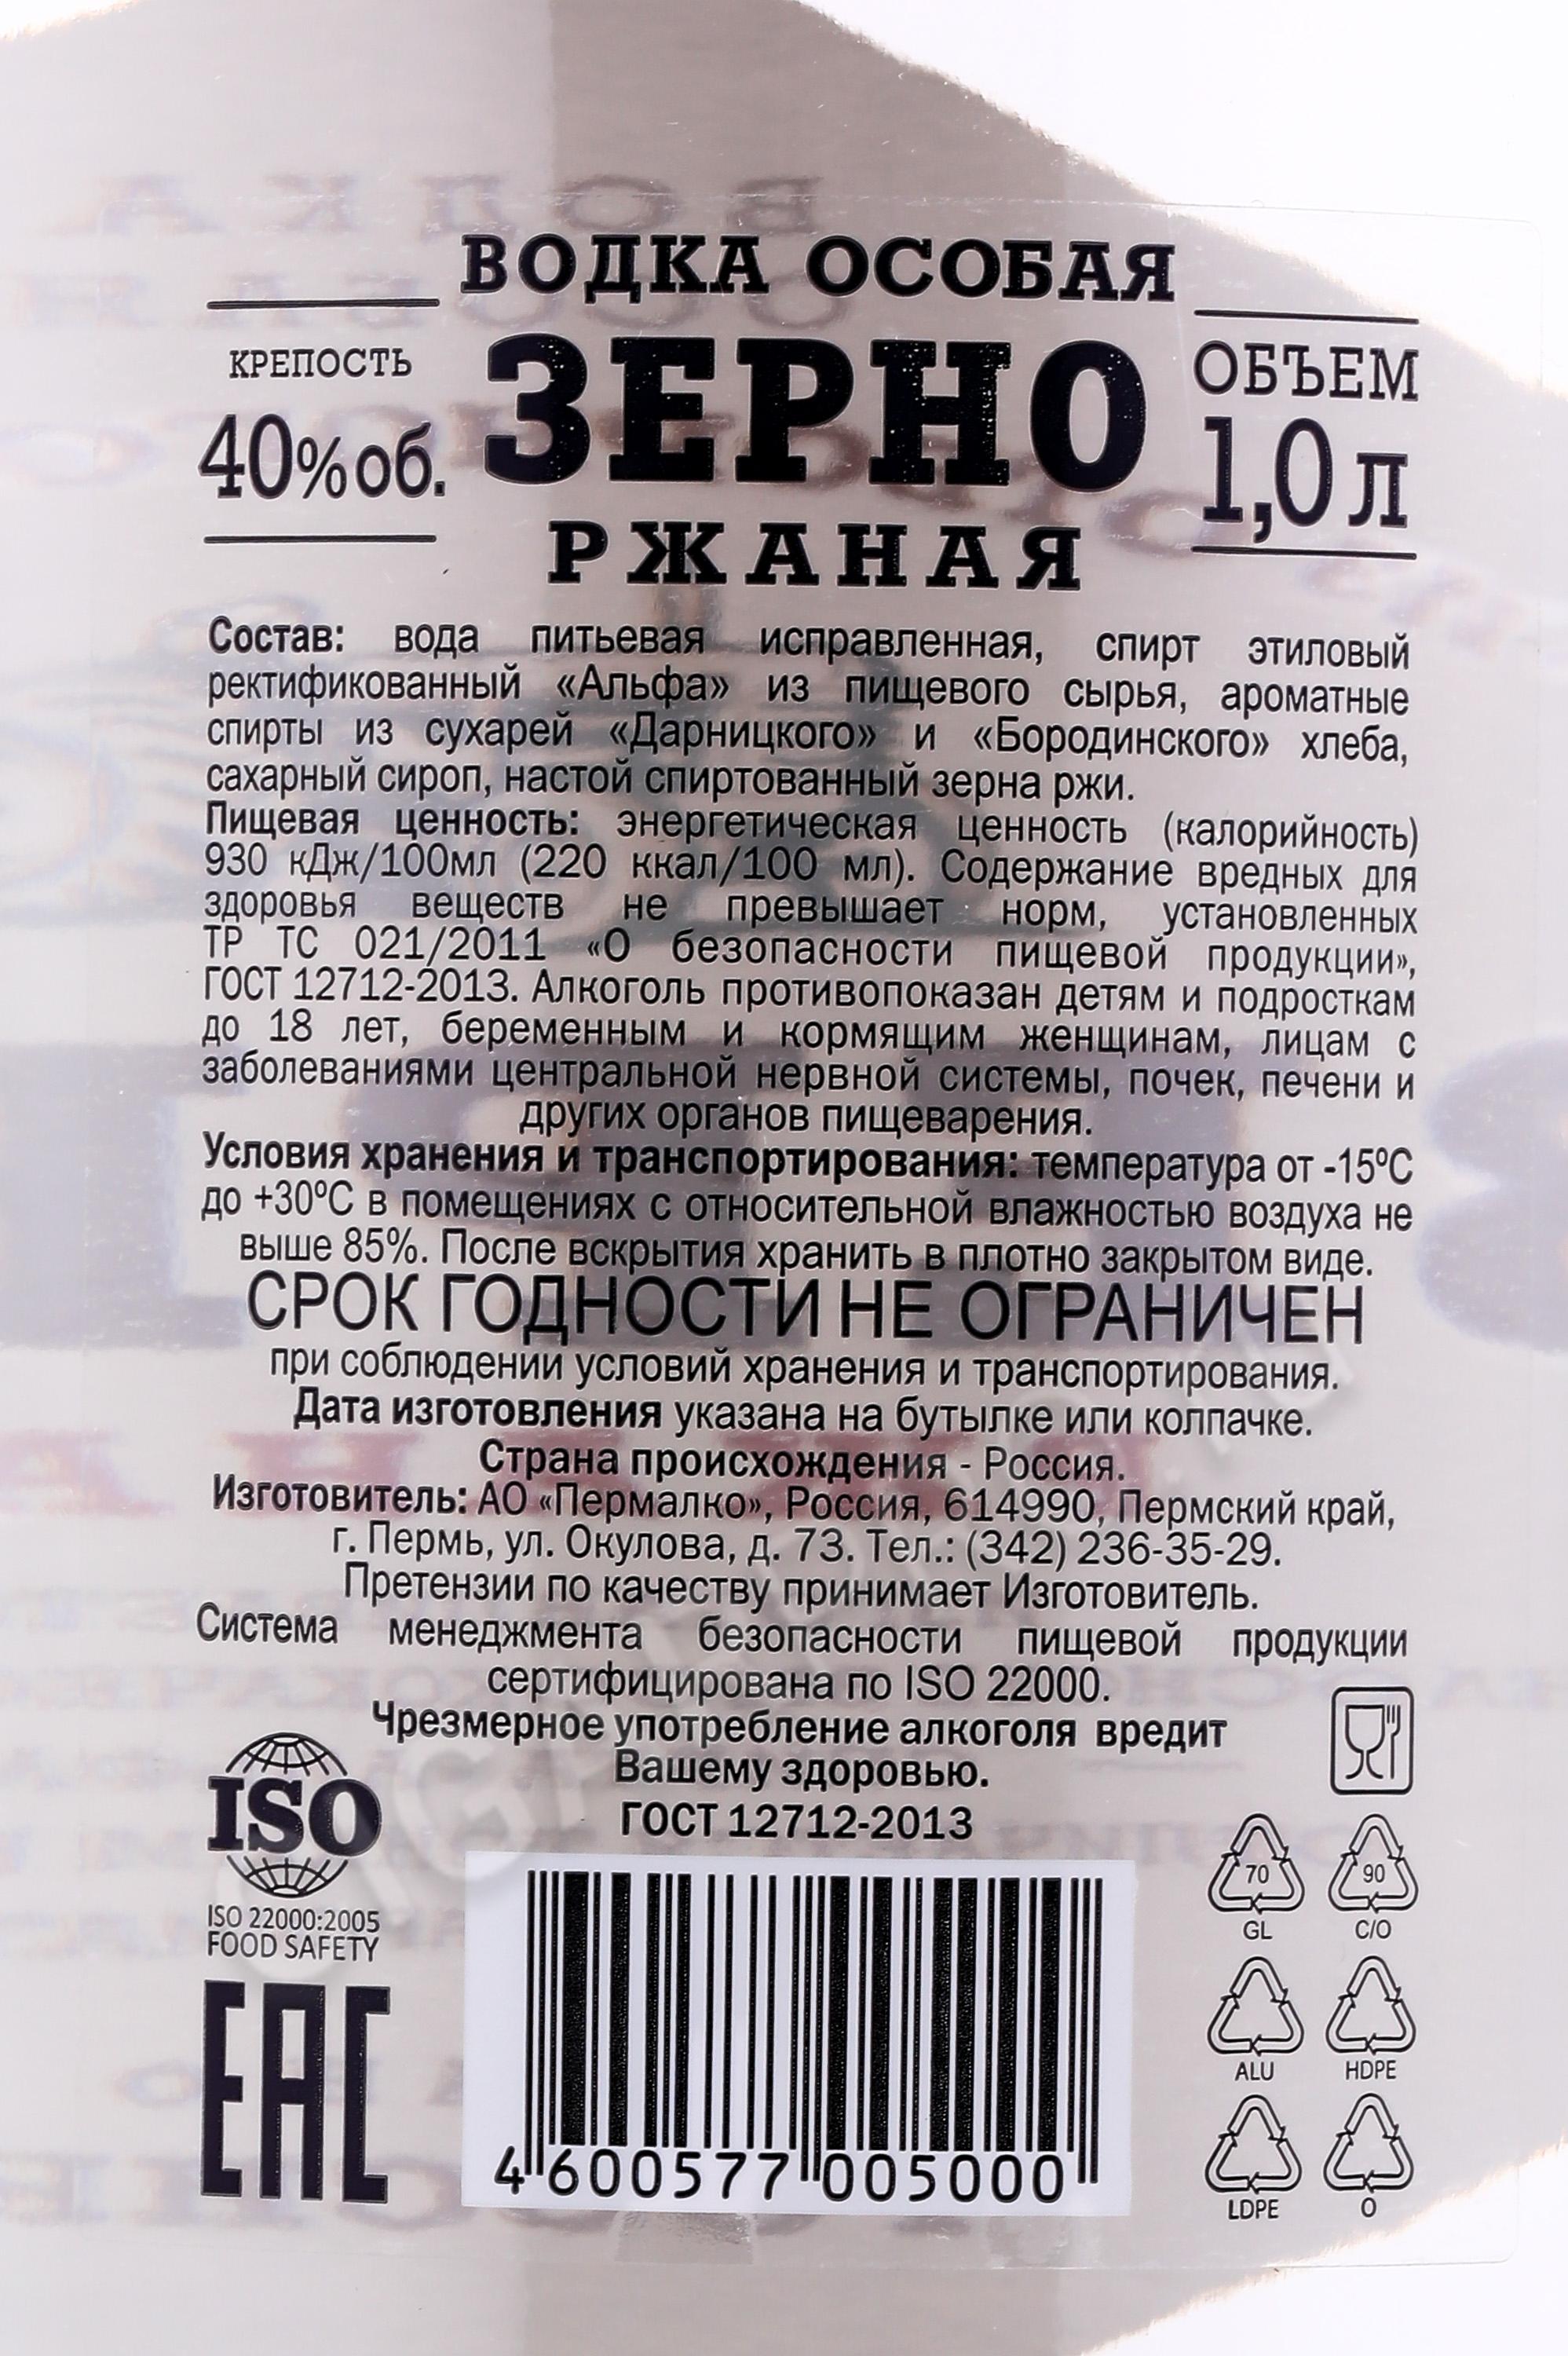 ВОДКА ОСОБАЯ
КРЕПОСТЬ
40%об.
ЗЕРНО
ОБЪЕМ
1,0 л
РЖАНАЯ
Состав: вода питьевая исправленная, спирт этиловый
ректификованный «Альфа» из пищевого сырья, ароматные
спирты из сухарей «Дарницкого» и «Бородинского» хлеба,
сахарный сироп, настой спиртованный зерна ржи.
Пищевая ценность: энергетическая ценность (калорийность)
930 кДж/100мл (220 ккал/100 мл). Содержание вредных для
здоровья веществ не превышает норм, установленных
ТР ТС 021/2011 «О безопасности пищевой продукции»,
ГОСТ 12712-2013. Алкоголь противопоказан детям и подросткам
до 18 лет, беременным и кормящим женщинам, лицам с
заболеваниями центральной нервной системы, почек, печени и
других органов пищеварения.
Условия хранения и транспортирования: температура от -15ºС
до +30ºС в помещениях с относительной влажностью воздуха не
выше 85%. После вскрытия хранить в плотно закрытом виде.
СРОК ГОДНОСТИ НЕ ОГРАНИЧЕН
при соблюдении условий хранения и транспортирования.
Дата изготовления указана на бутылке или колпачке.
Страна происхождения - Россия.
Изготовитель: АО «Пермалко», Россия, 614990, Пермский край,
г. Пермь, ул. Окулова, д. 73. Тел.: (342) 236-35-29.
Претензии по качеству принимает Изготовитель.
Система менеджмента безопасности пищевой продукции
сертифицирована по ISO 22000.
Чрезмерное употребление алкоголя вредит
Вашему здоровью.
ГОСТ 12712-2013
ISO
ISO 22000:2005
FOOD SAFETY
EAC
4 600577 005000
70
GL
90
C/O
ALU
HDPE
LDPE
O